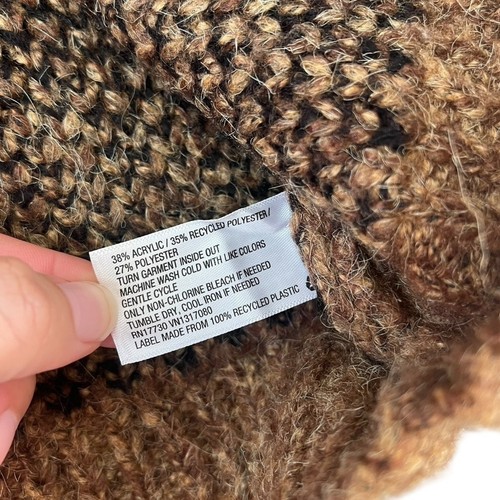 38% ACRYLIC / 35% RECYCLED POLYESTER/
27% POLYESTER
TURN GARMENT INSIDE OUT
MACHINE WASH COLD WITH LIKE COLORS
GENTLE CYCLE
ONLY NON-CHLORINE BLEACH IF NEEDED
TUMBLE DRY, COOL IRON IF NEEDED
RN17730 VN1317080
LABEL MADE FROM 100% RECYCLED PLASTIC